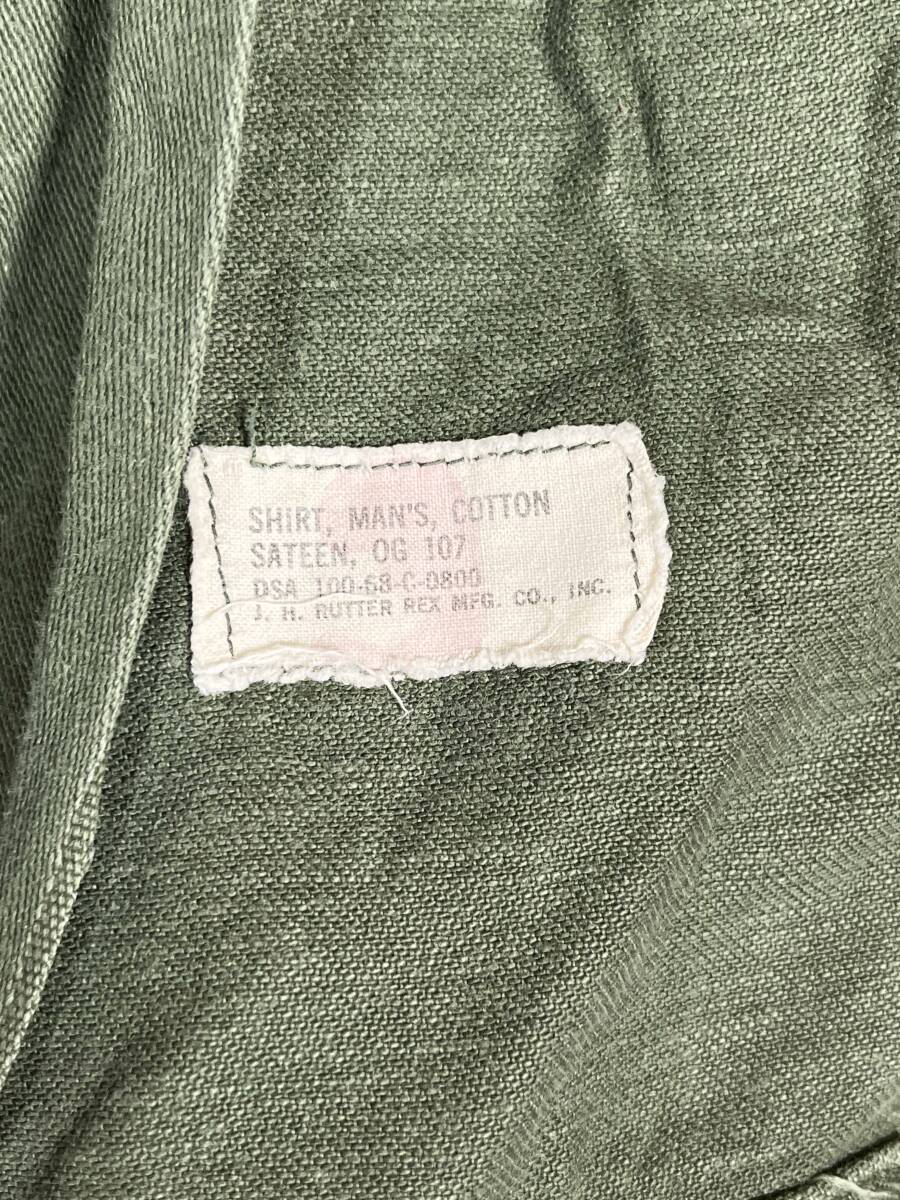 SHIRT, MAN'S, COTTON
SATEEN, OG 107
DSA 100-68-C-0800
J. H. RUTTER REX MFG. CO., INC.